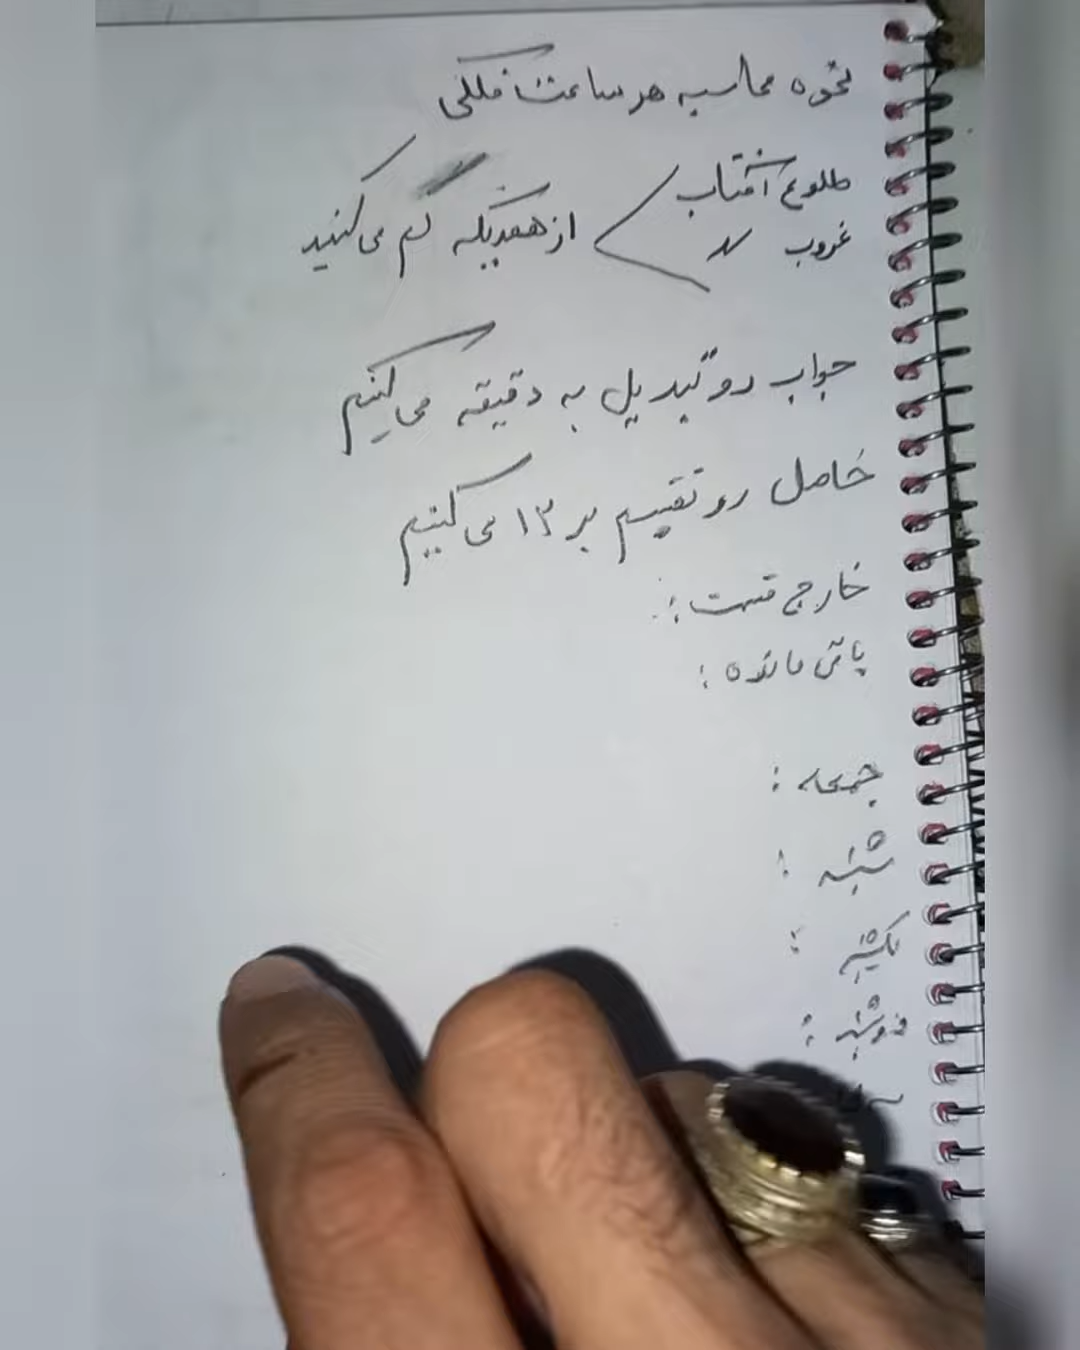 نحوه محاسبه هر ساعت فلکی
طلوع آفتاب
غروب //
از همدیگه کم می‌کنید
جواب رو تبدیل به دقیقه می‌کنیم
حاصل رو تقسیم بر ۱۲ می‌کنیم
خارج قسمت :
باقی مانده :
جمعه :
شنبه :
یکشنبه :
دوشنبه :